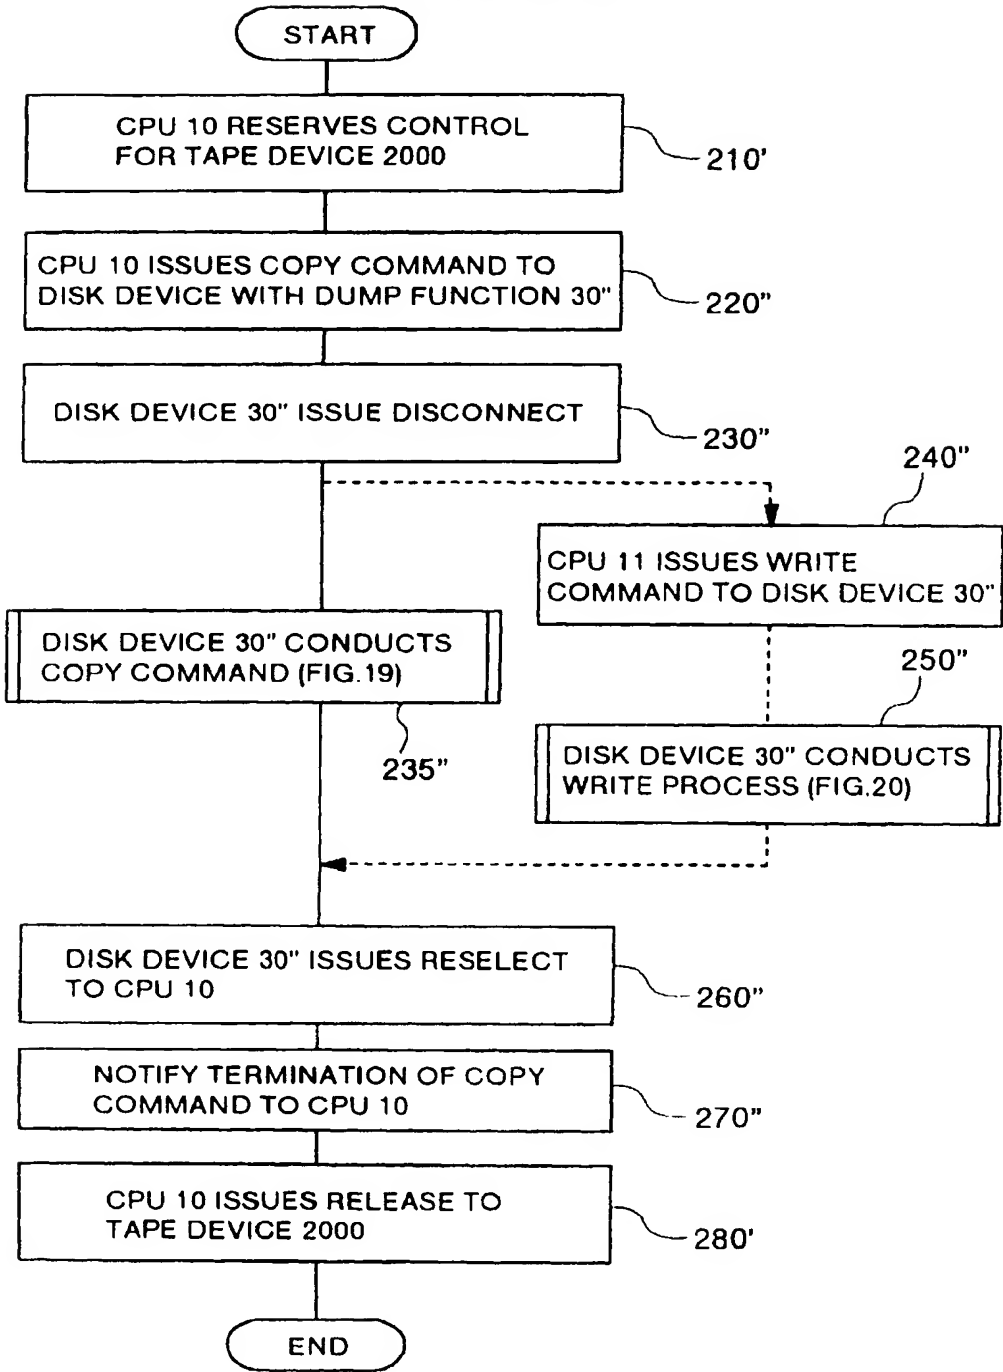 START
CPU 10 RESERVES CONTROL
FOR TAPE DEVICE 2000
210'
CPU 10 ISSUES COPY COMMAND TO
DISK DEVICE WITH DUMP FUNCTION 30"
220"
DISK DEVICE 30" ISSUE DISCONNECT
230"
240"
CPU 11 ISSUES WRITE
COMMAND TO DISK DEVICE 30"
DISK DEVICE 30" CONDUCTS
COPY COMMAND (FIG.19)
235"
250"
DISK DEVICE 30" CONDUCTS
WRITE PROCESS (FIG.20)
DISK DEVICE 30" ISSUES RESELECT
TO CPU 10
260"
NOTIFY TERMINATION OF COPY
COMMAND TO CPU 10
270"
CPU 10 ISSUES RELEASE TO
TAPE DEVICE 2000
280'
END